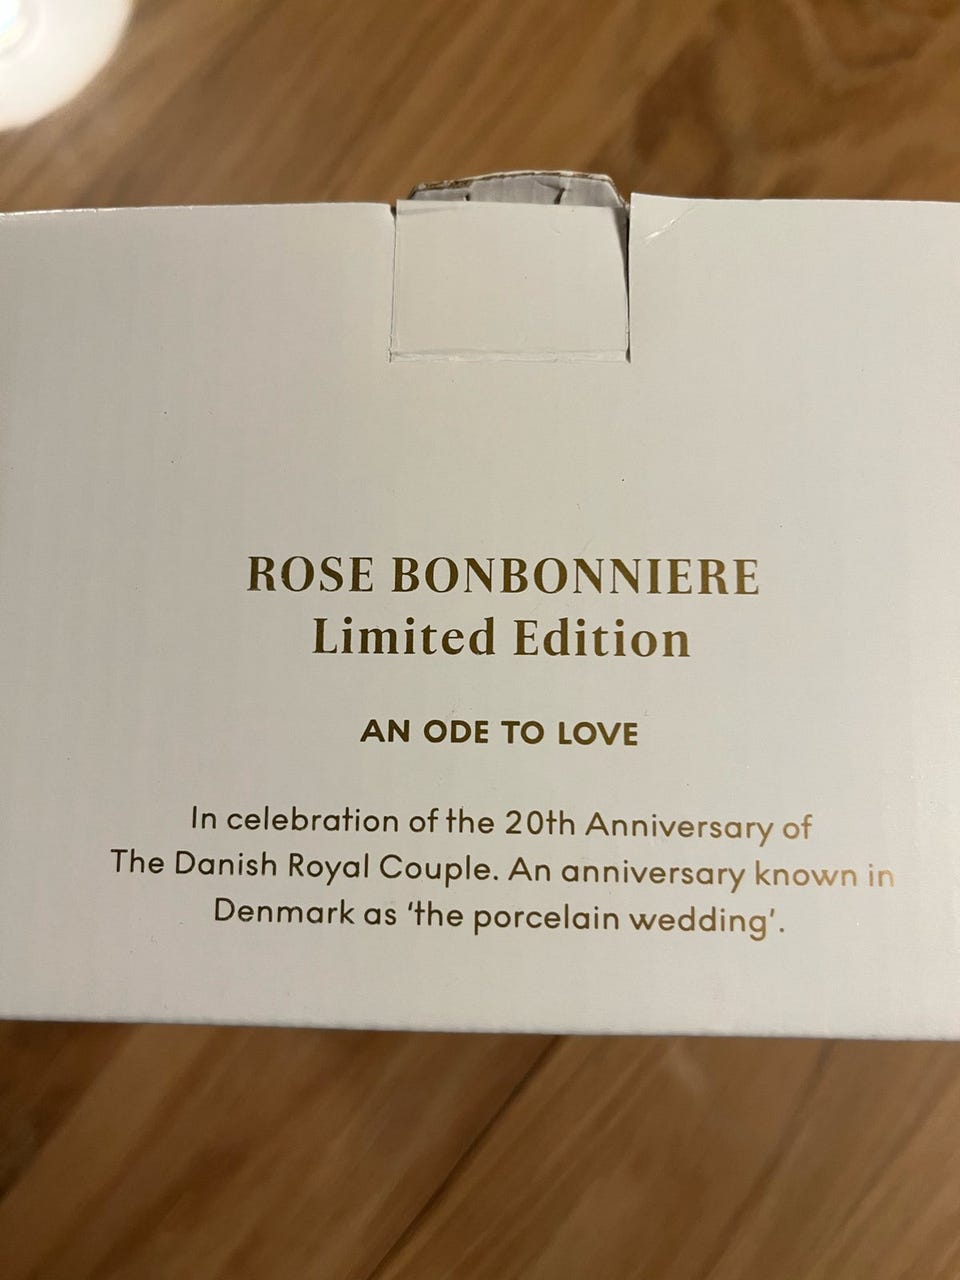 ROSE BONBONNIERE
Limited Edition
AN ODE TO LOVE
In celebration of the 20th Anniversary of
The Danish Royal Couple. An anniversary known in
Denmark as ‘the porcelain wedding’.